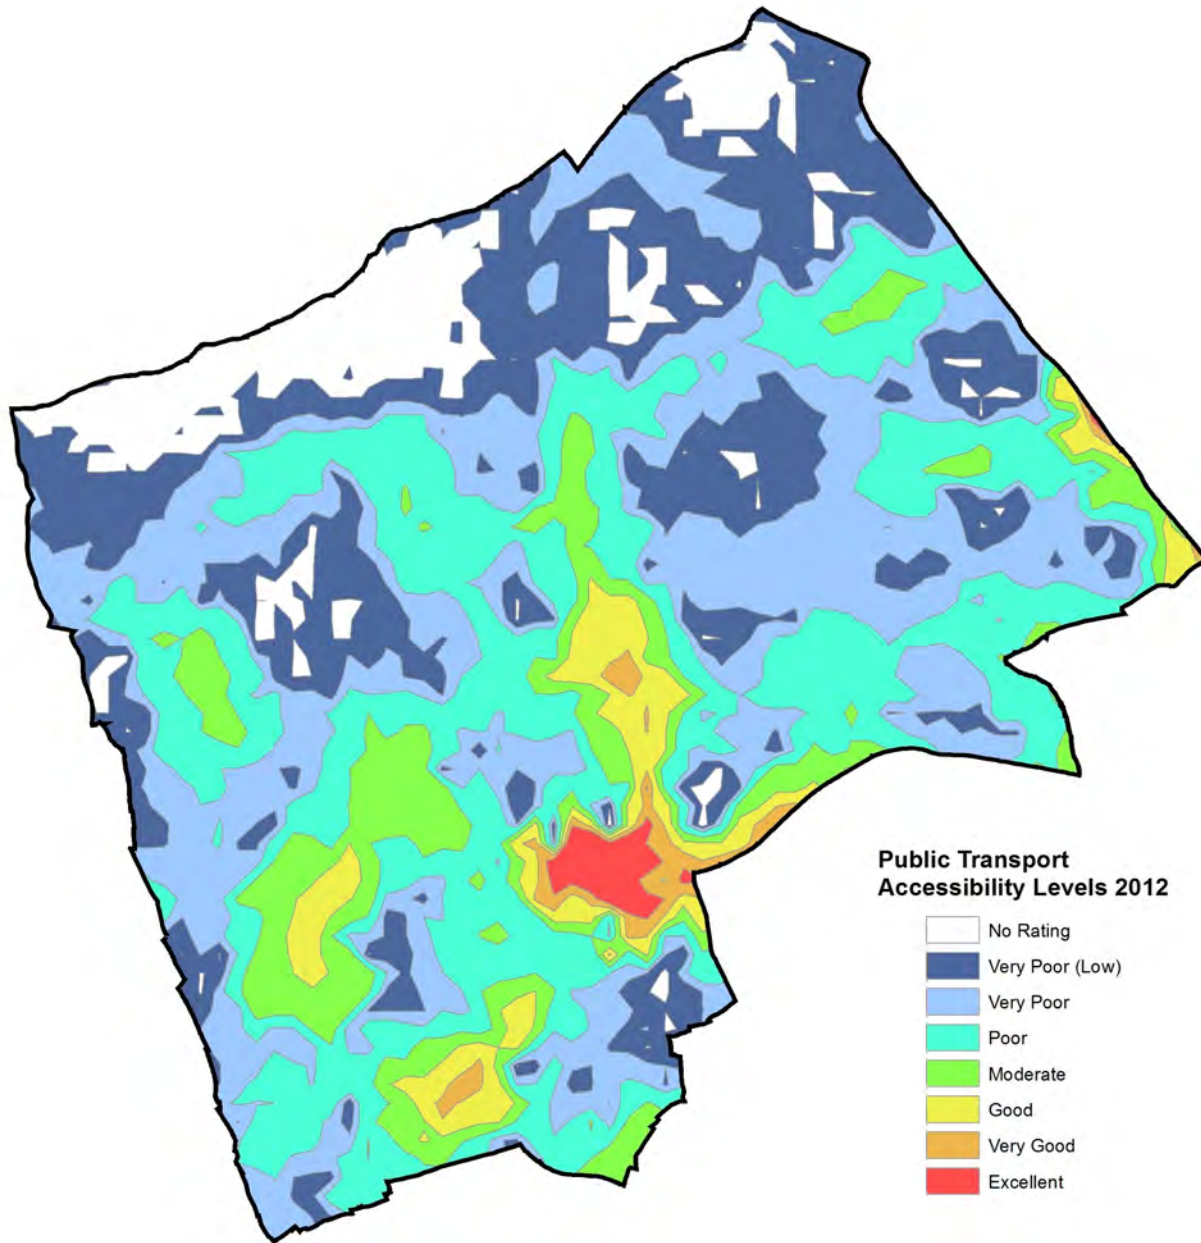 Public Transport
Accessibility Levels 2012
No Rating
Very Poor (Low)
Very Poor
Poor
Moderate
Good
Very Good
Excellent